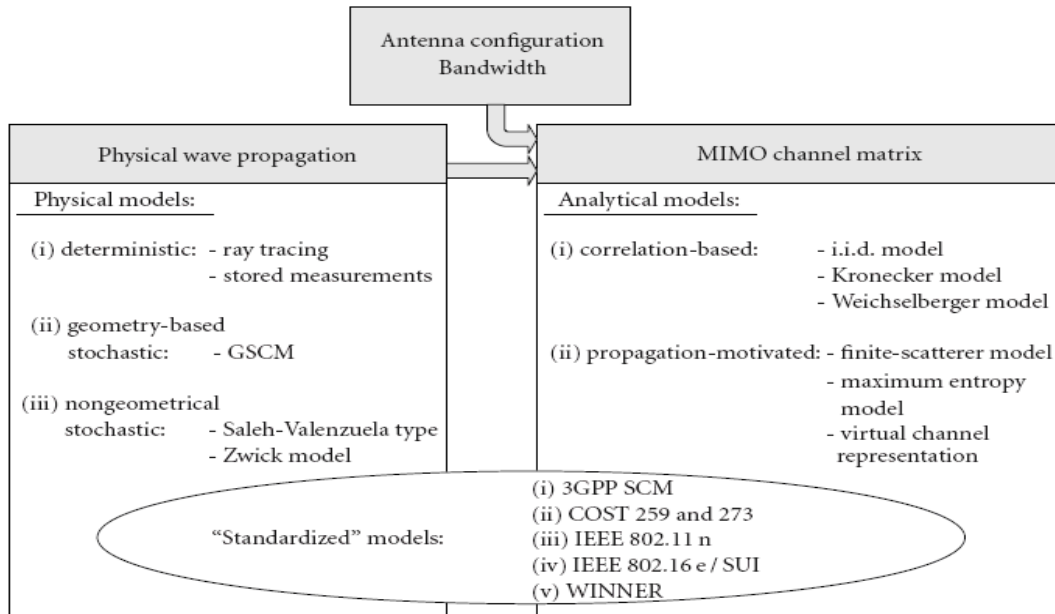 Antenna configuration
Bandwidth
Physical wave propagation
MIMO channel matrix
Physical models:
(i) deterministic: - ray tracing
- stored measurements
(ii) geometry-based
stochastic: - GSCM
(iii) nongeometrical
stochastic: - Saleh-Valenzuela type
- Zwick model
Analytical models:
(i) correlation-based: - i.i.d. model
- Kronecker model
- Weichselberger model
(ii) propagation-motivated: - finite-scatterer model
- maximum entropy
model
- virtual channel
representation
“Standardized” models:
(i) 3GPP SCM
(ii) COST 259 and 273
(iii) IEEE 802.11 n
(iv) IEEE 802.16 e / SUI
(v) WINNER